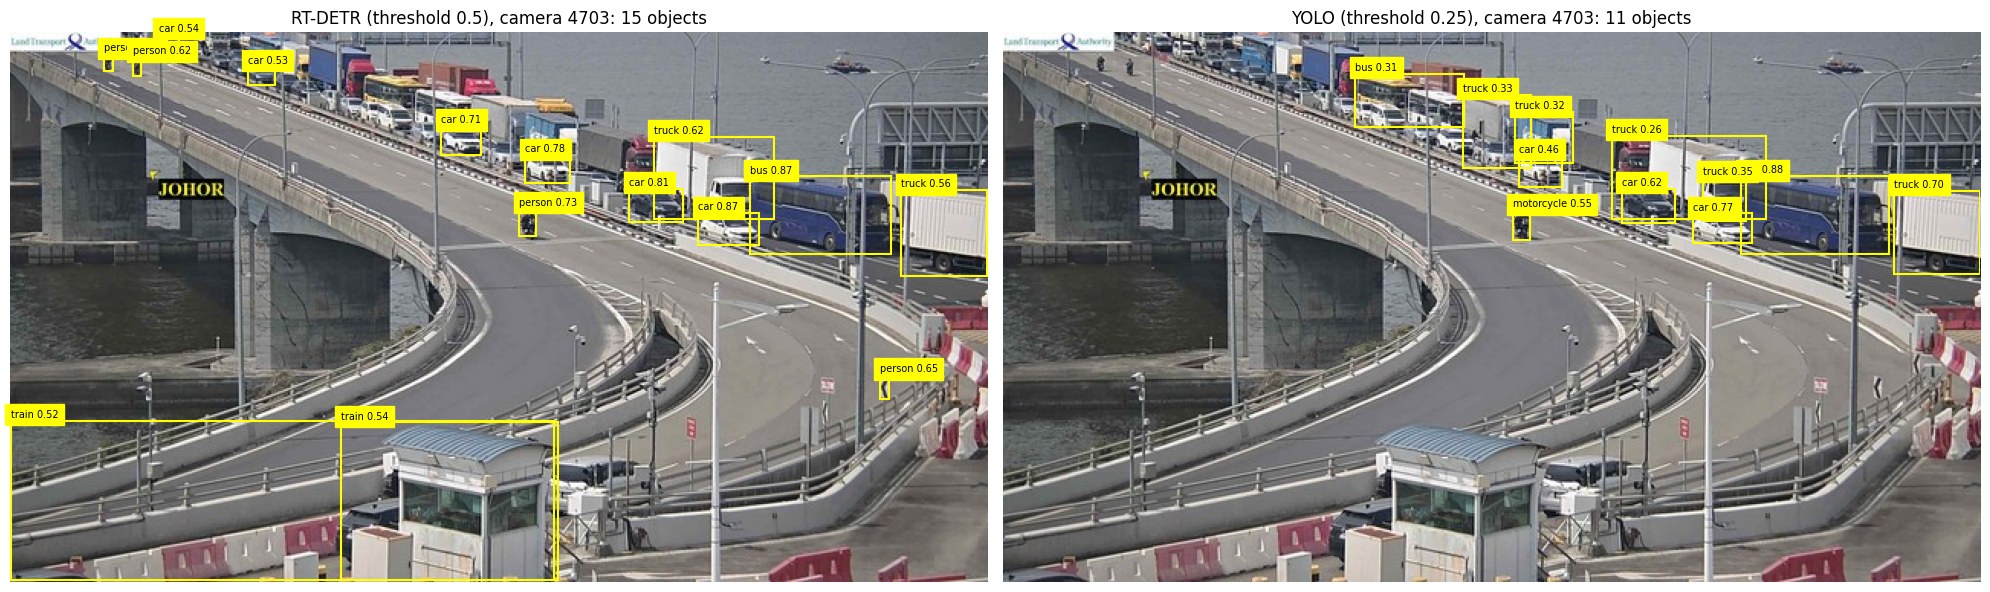 RT-DETR (threshold 0.5), camera 4703: 15 objects
car 0.54
person 0.62
car 0.53
car 0.71
car 0.78
truck 0.62
bus 0.87
truck 0.56
car 0.81
car 0.87
person 0.73
JOHOR
person 0.65
train 0.52
train 0.54
Land Transport
YOLO (threshold 0.25), camera 4703: 11 objects
Land Transport Authority
bus 0.31
truck 0.33
truck 0.32
truck 0.26
car 0.46
truck 0.35
0.88
truck 0.70
car 0.62
car 0.77
motorcycle 0.55
JOHOR